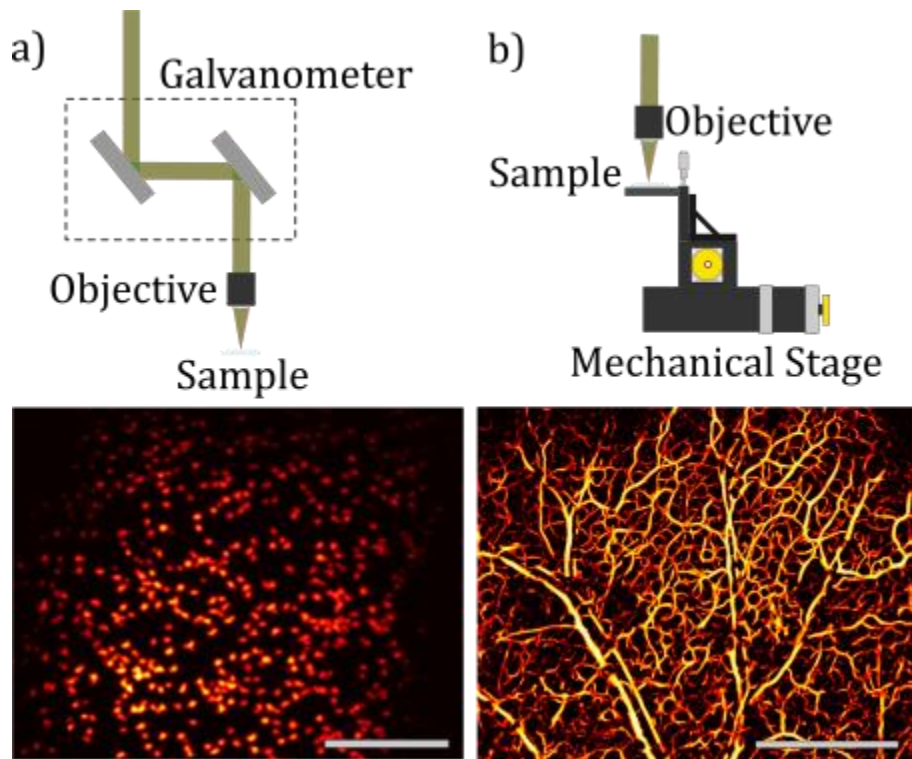 a)
Galvanometer
Objective
Sample
b)
Objective
Sample
Mechanical Stage